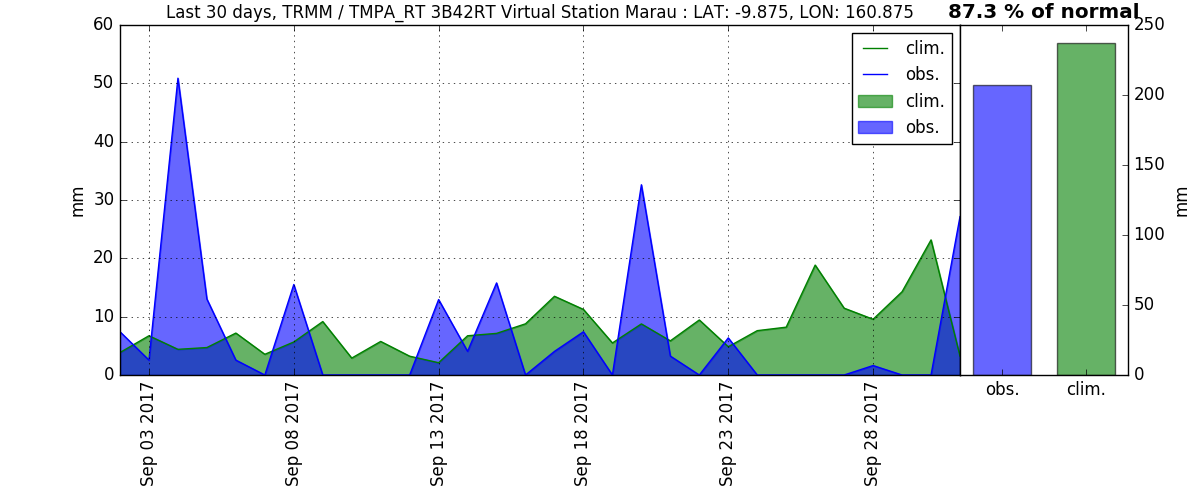 Last 30 days, TRMM / TMPA_RT 3B42RT Virtual Station Marau : LAT: -9.875, LON: 160.875
87.3 % of normal
60
50
40
30
20
10
0
mm
clim.
obs.
clim.
obs.
250
200
150
100
50
0
mm
obs.
clim.
Sep 03 2017
Sep 08 2017
Sep 13 2017
Sep 18 2017
Sep 23 2017
Sep 28 2017